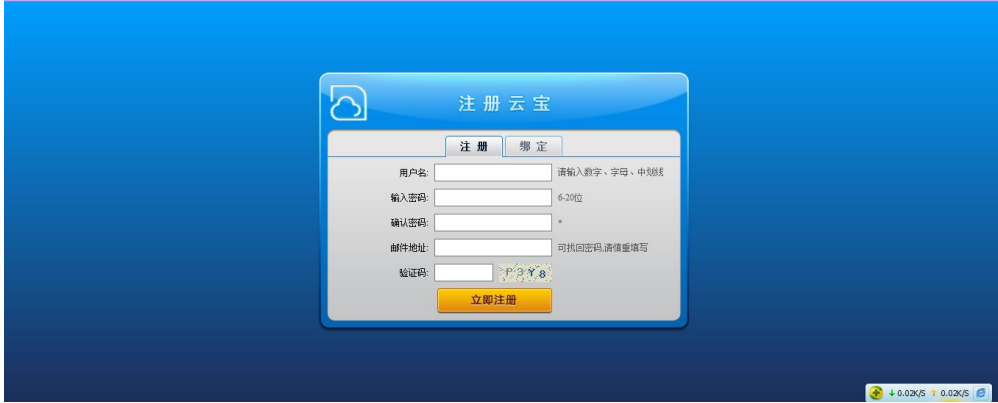 注册云宝
注册 绑定
用户名: 请输入数字、字母、中划线
输入密码: 6-20位
确认密码: *
邮件地址: 可找回密码,请慎重填写
验证码: P3Y8
立即注册
↓0.02K/S ↑0.02K/S